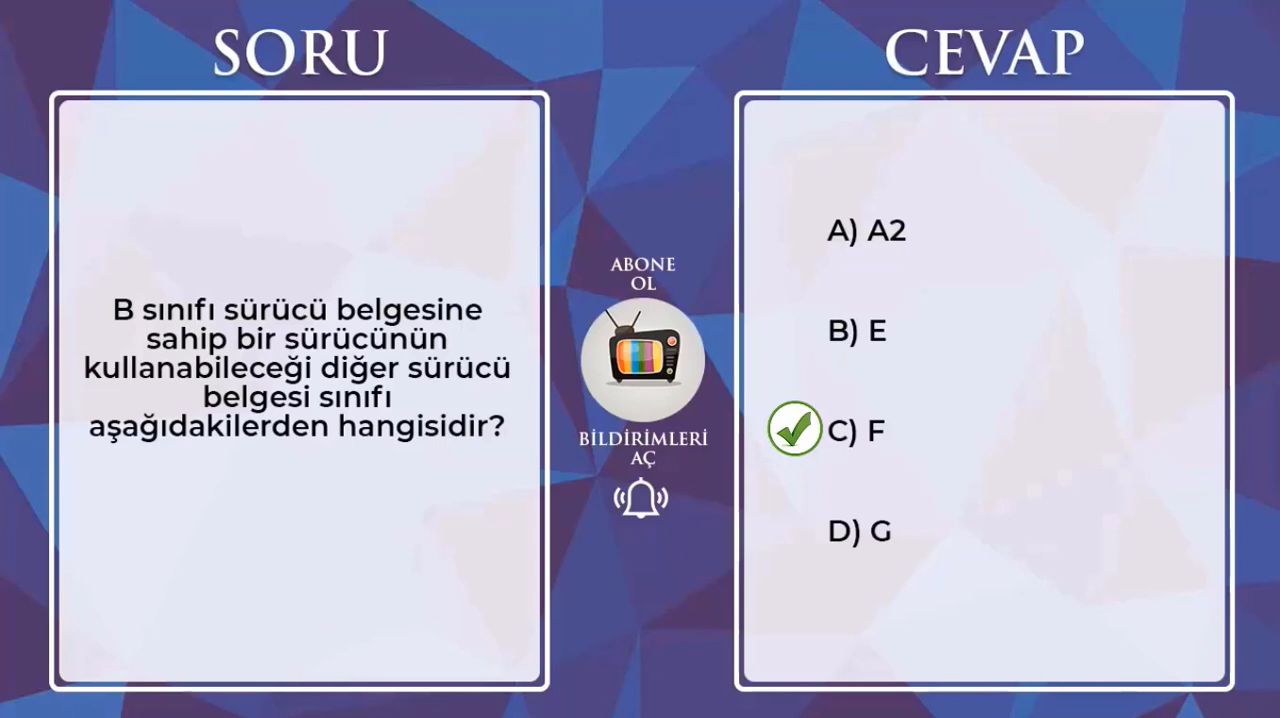 SORU
B sınıfı sürücü belgesine
sahip bir sürücünün
kullanabileceği diğer sürücü
belgesi sınıfı
aşağıdakilerden hangisidir?
ABONE
OL
BİLDİRİMLERİ
AÇ
CEVAP
A) A2
B) E
C) F
D) G